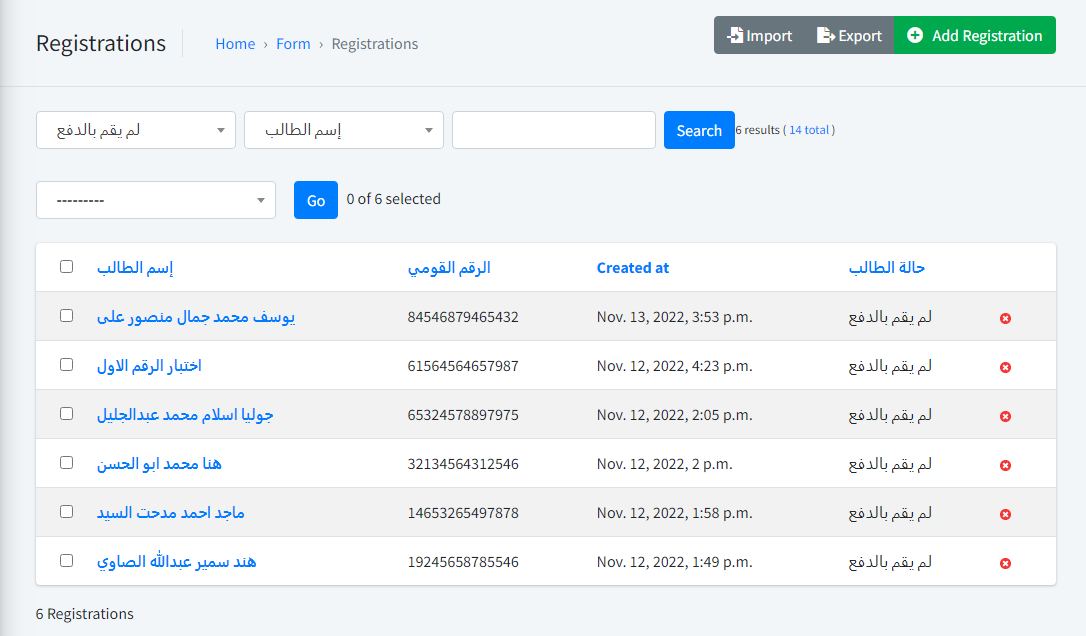 Registrations
Home › Form › Registrations
Import Export Add Registration
لم يقم بالدفع إسم الطالب Search 6 results ( 14 total )
--------- Go 0 of 6 selected
إسم الطالب الرقم القومي Created at حالة الطالب
يوسف محمد جمال منصور على 84546879465432 Nov. 13, 2022, 3:53 p.m. لم يقم بالدفع
اختبار الرقم الاول 61564564657987 Nov. 12, 2022, 4:23 p.m. لم يقم بالدفع
جوليا اسلام محمد عبدالجليل 65324578897975 Nov. 12, 2022, 2:05 p.m. لم يقم بالدفع
هنا محمد ابو الحسن 32134564312546 Nov. 12, 2022, 2 p.m. لم يقم بالدفع
ماجد احمد مدحت السيد 14653265497878 Nov. 12, 2022, 1:58 p.m. لم يقم بالدفع
هند سمير عبدالله الصاوي 19245658785546 Nov. 12, 2022, 1:49 p.m. لم يقم بالدفع
6 Registrations